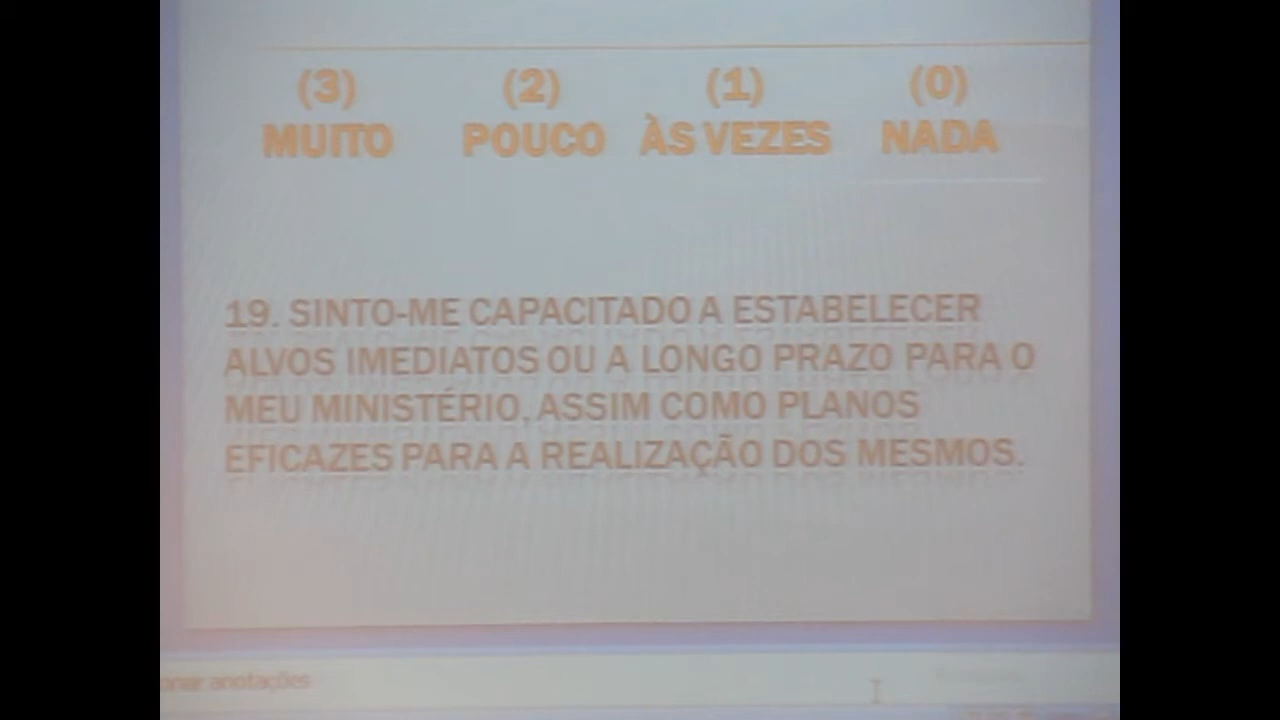 (3) (2) (1) (0)
MUITO POUCO ÀS VEZES NADA
19. SINTO-ME CAPACITADO A ESTABELECER
ALVOS IMEDIATOS OU A LONGO PRAZO PARA O
MEU MINISTÉRIO, ASSIM COMO PLANOS
EFICAZES PARA A REALIZAÇÃO DOS MESMOS.
onar anotações